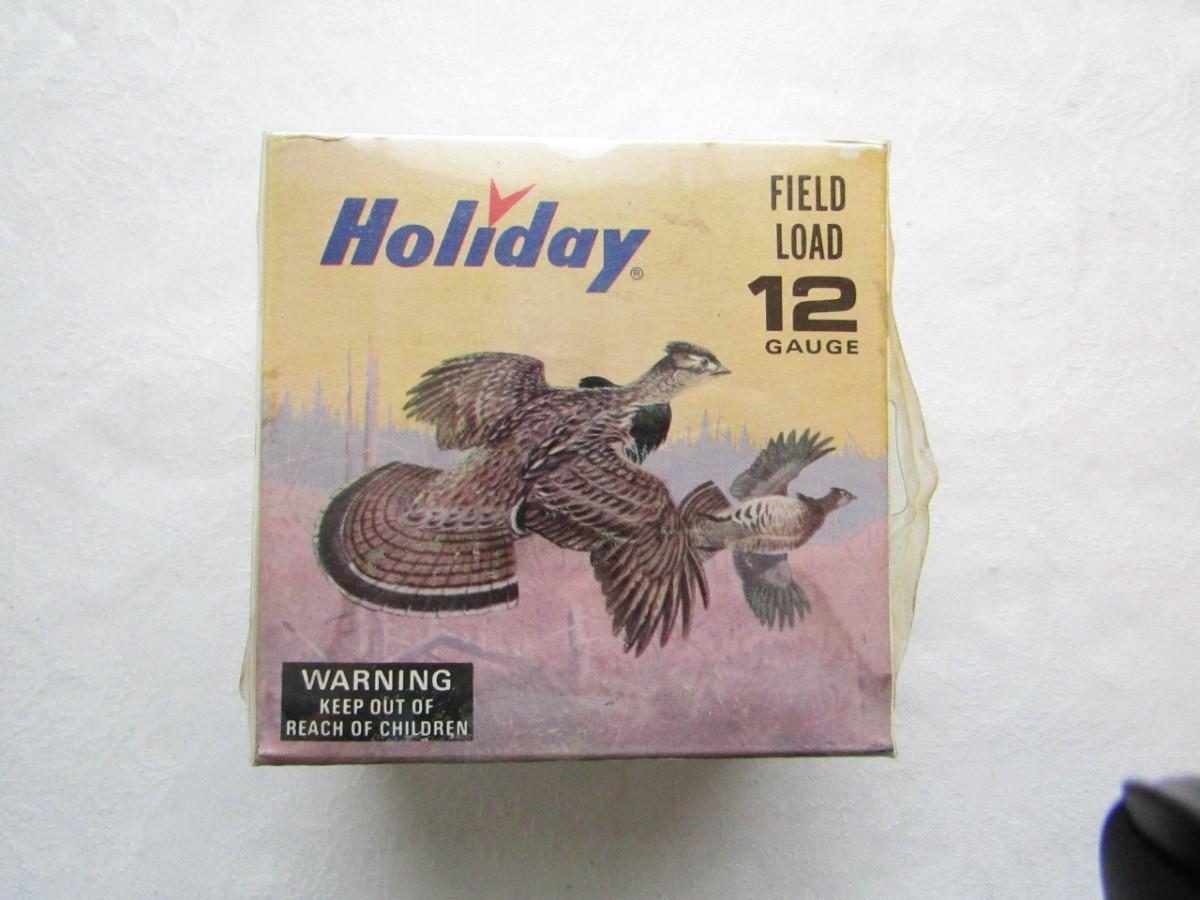 Holiday®
FIELD
LOAD
12
GAUGE
WARNING
KEEP OUT OF
REACH OF CHILDREN